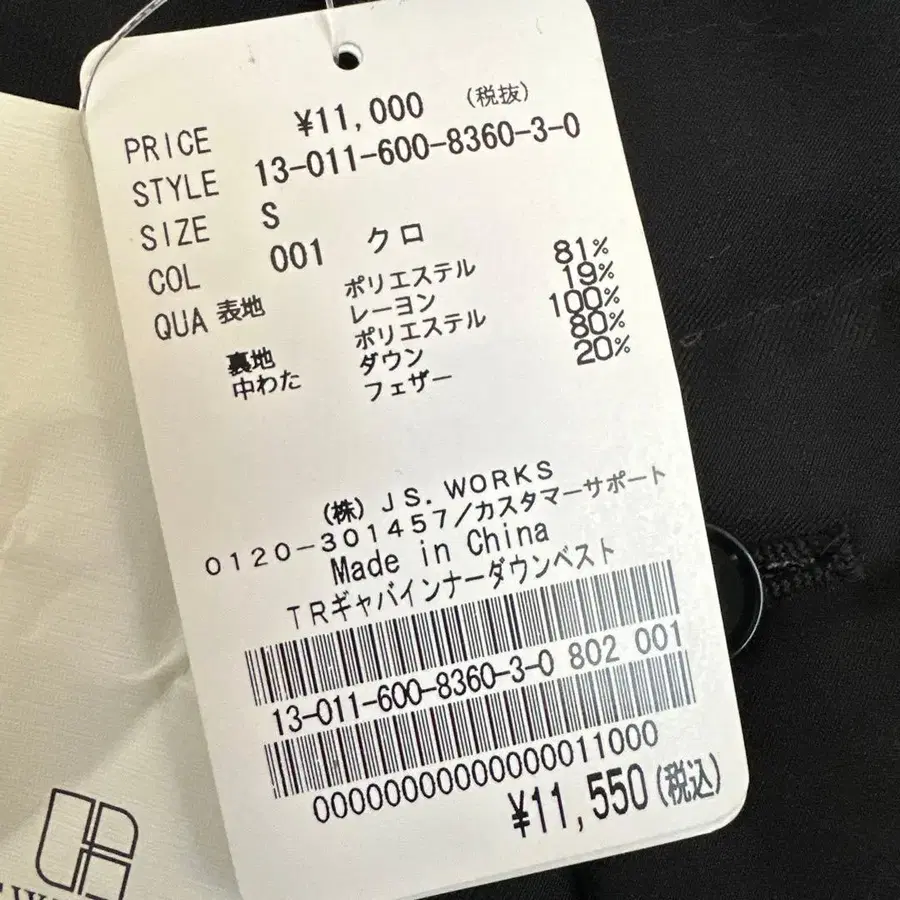 PRICE ¥11,000 (税抜)
STYLE 13-011-600-8360-3-0
SIZE S
COL 001 クロ
QUA 表地 ポリエステル 81%
レーヨン 19%
裏地 ポリエステル 100%
中わた ダウン 80%
フェザー 20%
(株) JS.WORKS
0120-301457/カスタマーサポート
Made in China
TRギャバインナーダウンベスト
13-011-600-8360-3-0 802 001
00000000000000011000
¥11,550(税込)